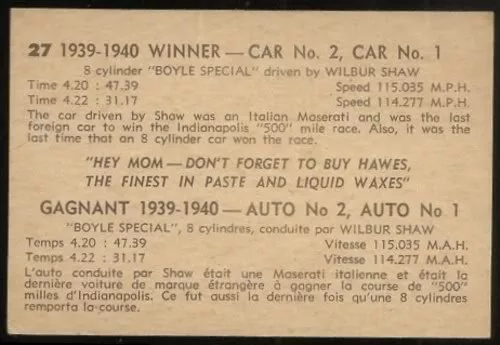 27 1939-1940 WINNER — CAR No. 2, CAR No. 1
8 cylinder "BOYLE SPECIAL" driven by WILBUR SHAW
Time 4.20 : 47.39 Speed 115.035 M.P.H.
Time 4.22 : 31.17 Speed 114.277 M.P.H.
The car driven by Shaw was an Italian Maserati and was the last
foreign car to win the Indianapolis "500" mile race. Also, it was the
last time that an 8 cylinder car won the race.
"HEY MOM — DON'T FORGET TO BUY HAWES,
THE FINEST IN PASTE AND LIQUID WAXES"
GAGNANT 1939-1940 — AUTO No 2, AUTO No 1
"BOYLE SPECIAL", 8 cylindres, conduite par WILBUR SHAW
Temps 4.20 : 47.39 Vitesse 115.035 M.A.H.
Temps 4.22 : 31.17 Vitesse 114.277 M.A.H.
L'auto conduite par Shaw était une Maserati italienne et était la
dernière voiture de marque étrangère à gagner la course de "500"
milles d'Indianapolis. Ce fut aussi la dernière fois qu'une 8 cylindres
remporta la-course.